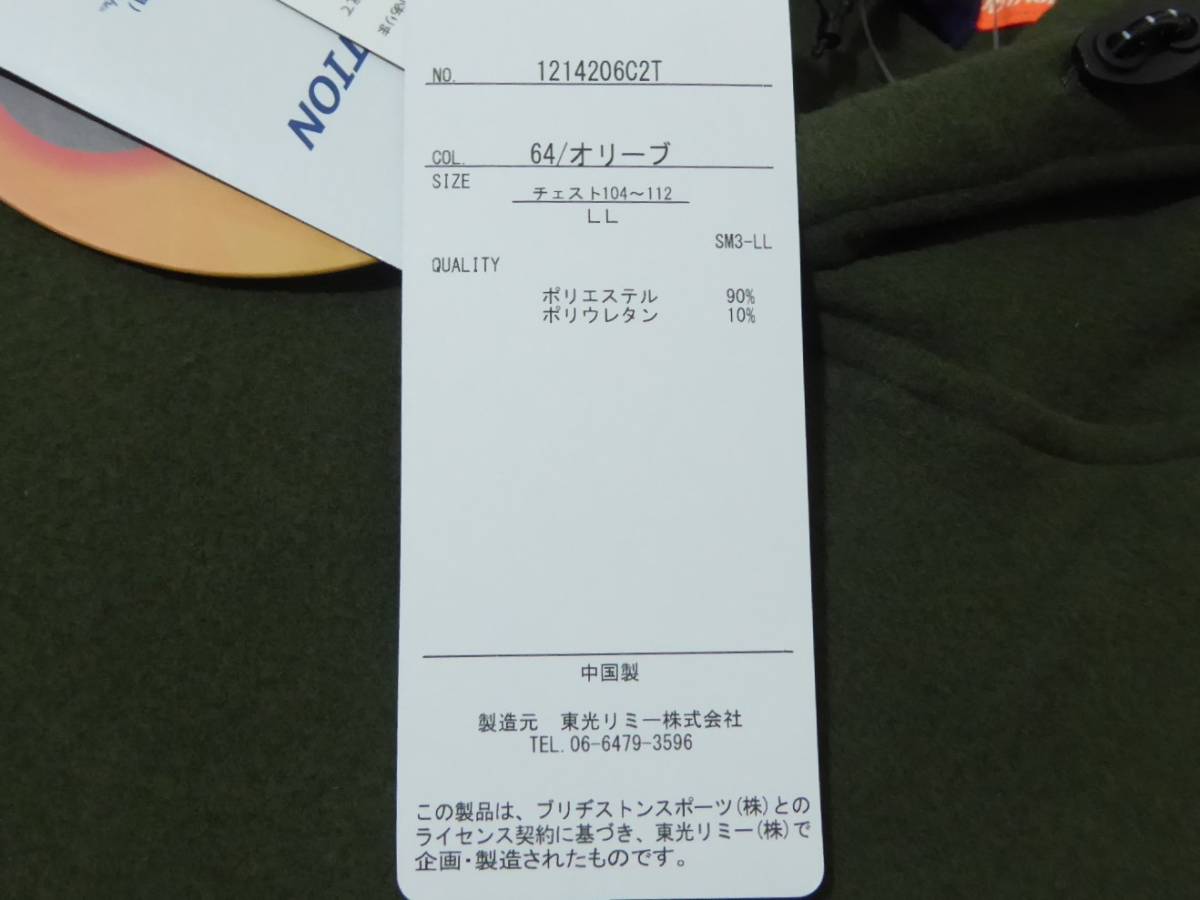 TION
NO. 1214206C2T
COL. 64/オリーブ
SIZE
チェスト104～112
LL
SM3-LL
QUALITY
ポリエステル 90%
ポリウレタン 10%
中国製
製造元 東光リミー株式会社
TEL.06-6479-3596
この製品は、ブリヂストンスポーツ(株)との
ライセンス契約に基づき、東光リミー(株)で
企画・製造されたものです。